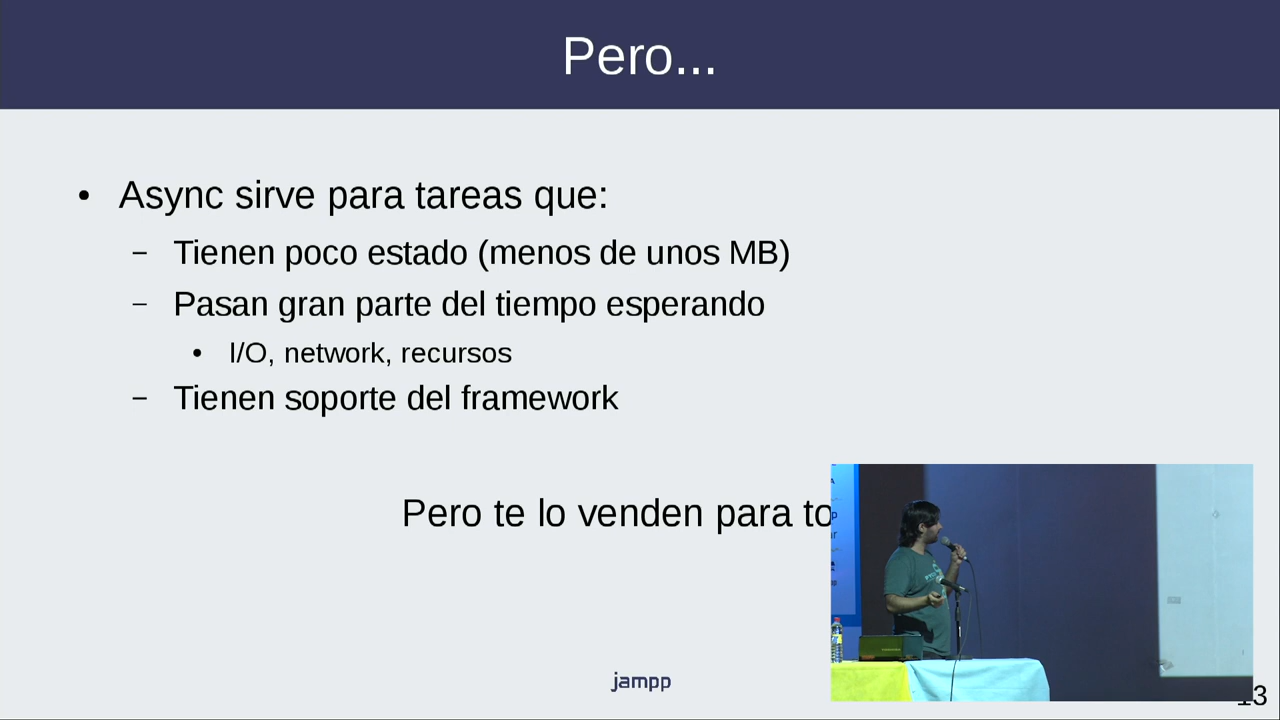 Pero...
• Async sirve para tareas que:
– Tienen poco estado (menos de unos MB)
– Pasan gran parte del tiempo esperando
• I/O, network, recursos
– Tienen soporte del framework
Pero te lo venden para to
jampp
13